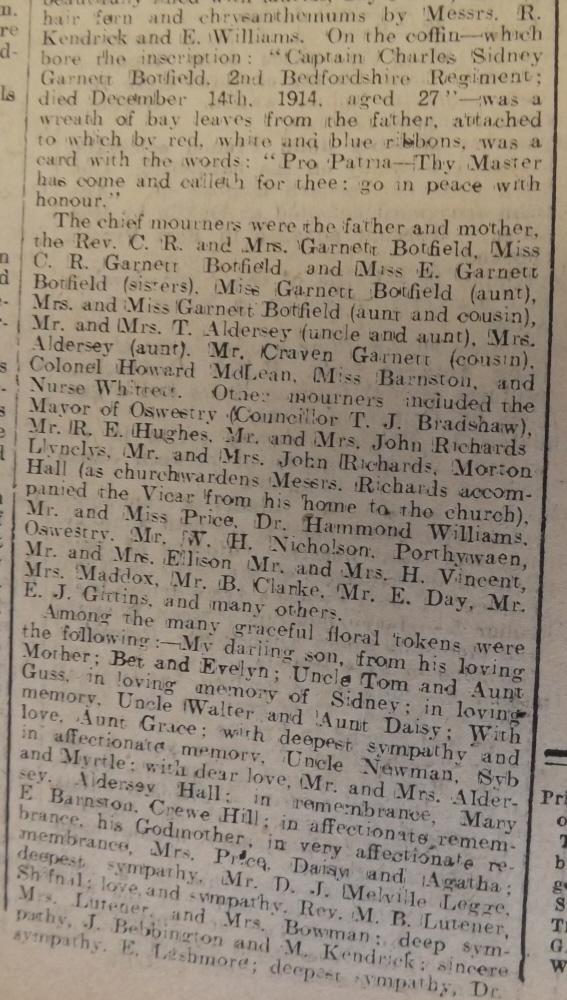 hair fern and chrysanthemums by Messrs. R.
Kendrick and E. Williams. On the coffin—which
bore the inscription: "Captain Charles Sidney
Garnett Botfield, 2nd Bedfordshire Regiment;
died December 14th, 1914, aged 27"—was a
wreath of bay leaves from the father, attached
to which by red, white and blue ribbons, was a
card with the words: "Pro Patria—Thy Master
has come and calleth for thee: go in peace with
honour."
The chief mourners were the father and mother,
the Rev. C. R. and Mrs. Garnett Botfield, Miss
C. R. Garnett Botfield and Miss E. Garnett
Botfield (sisters), Miss Garnett Botfield (aunt),
Mrs. and Miss Garnett Botfield (aunt and cousin),
Mr. and Mrs. T. Aldersey (uncle and aunt), Mrs.
Aldersey (aunt). Mr. Craven Garnett (cousin),
Colonel Howard McLean, Miss Barnston, and
Nurse Whittret. Other mourners included the
Mayor of Oswestry (Councillor T. J. Bradshaw),
Mr. R. E. Hughes, Mr. and Mrs. John Richards
Llynclys, Mr. and Mrs. John Richards, Morton
Hall (as churchwardens Messrs. Richards accom-
panied the Vicar from his home to the church),
Mr. and Miss Price, Dr. Hammond Williams,
Oswestry. Mr. W. H. Nicholson, Porthywaen,
Mr. and Mrs. Ellison Mr. and Mrs. H. Vincent,
Mrs. Maddox, Mr. B. Clarke, Mr. E. Day, Mr.
E. J. Gittins, and many others.
Among the many graceful floral tokens were
the following:—My darling son, from his loving
Mother; Bet and Evelyn; Uncle Tom and Aunt
Guss, in loving memory of Sidney; in loving
memory, Uncle Walter and Aunt Daisy; With
love, Aunt Grace; with deepest sympathy and
in affectionate memory, Uncle Newman, Syb
and Myrtle; with dear love, Mr. and Mrs. Alder-
sey, Aldersey Hall; in remembrance, Mary
E Barnston, Crewe Hill; in affectionate remem-
brance, his Godmother; in very affectionate re-
membrance, Mrs. Price, Daisy and Agatha;
deepest sympathy, Mr. D. J. Melville Legge,
Shifnal; love and sympathy, Rev. M. B. Lutener,
Mrs. Lutener, and Mrs. Bowman; deep sym-
pathy, J. Bebbington and M. Kendrick; sincere
sympathy, E. Lashmore; deepest sympathy, Dr.